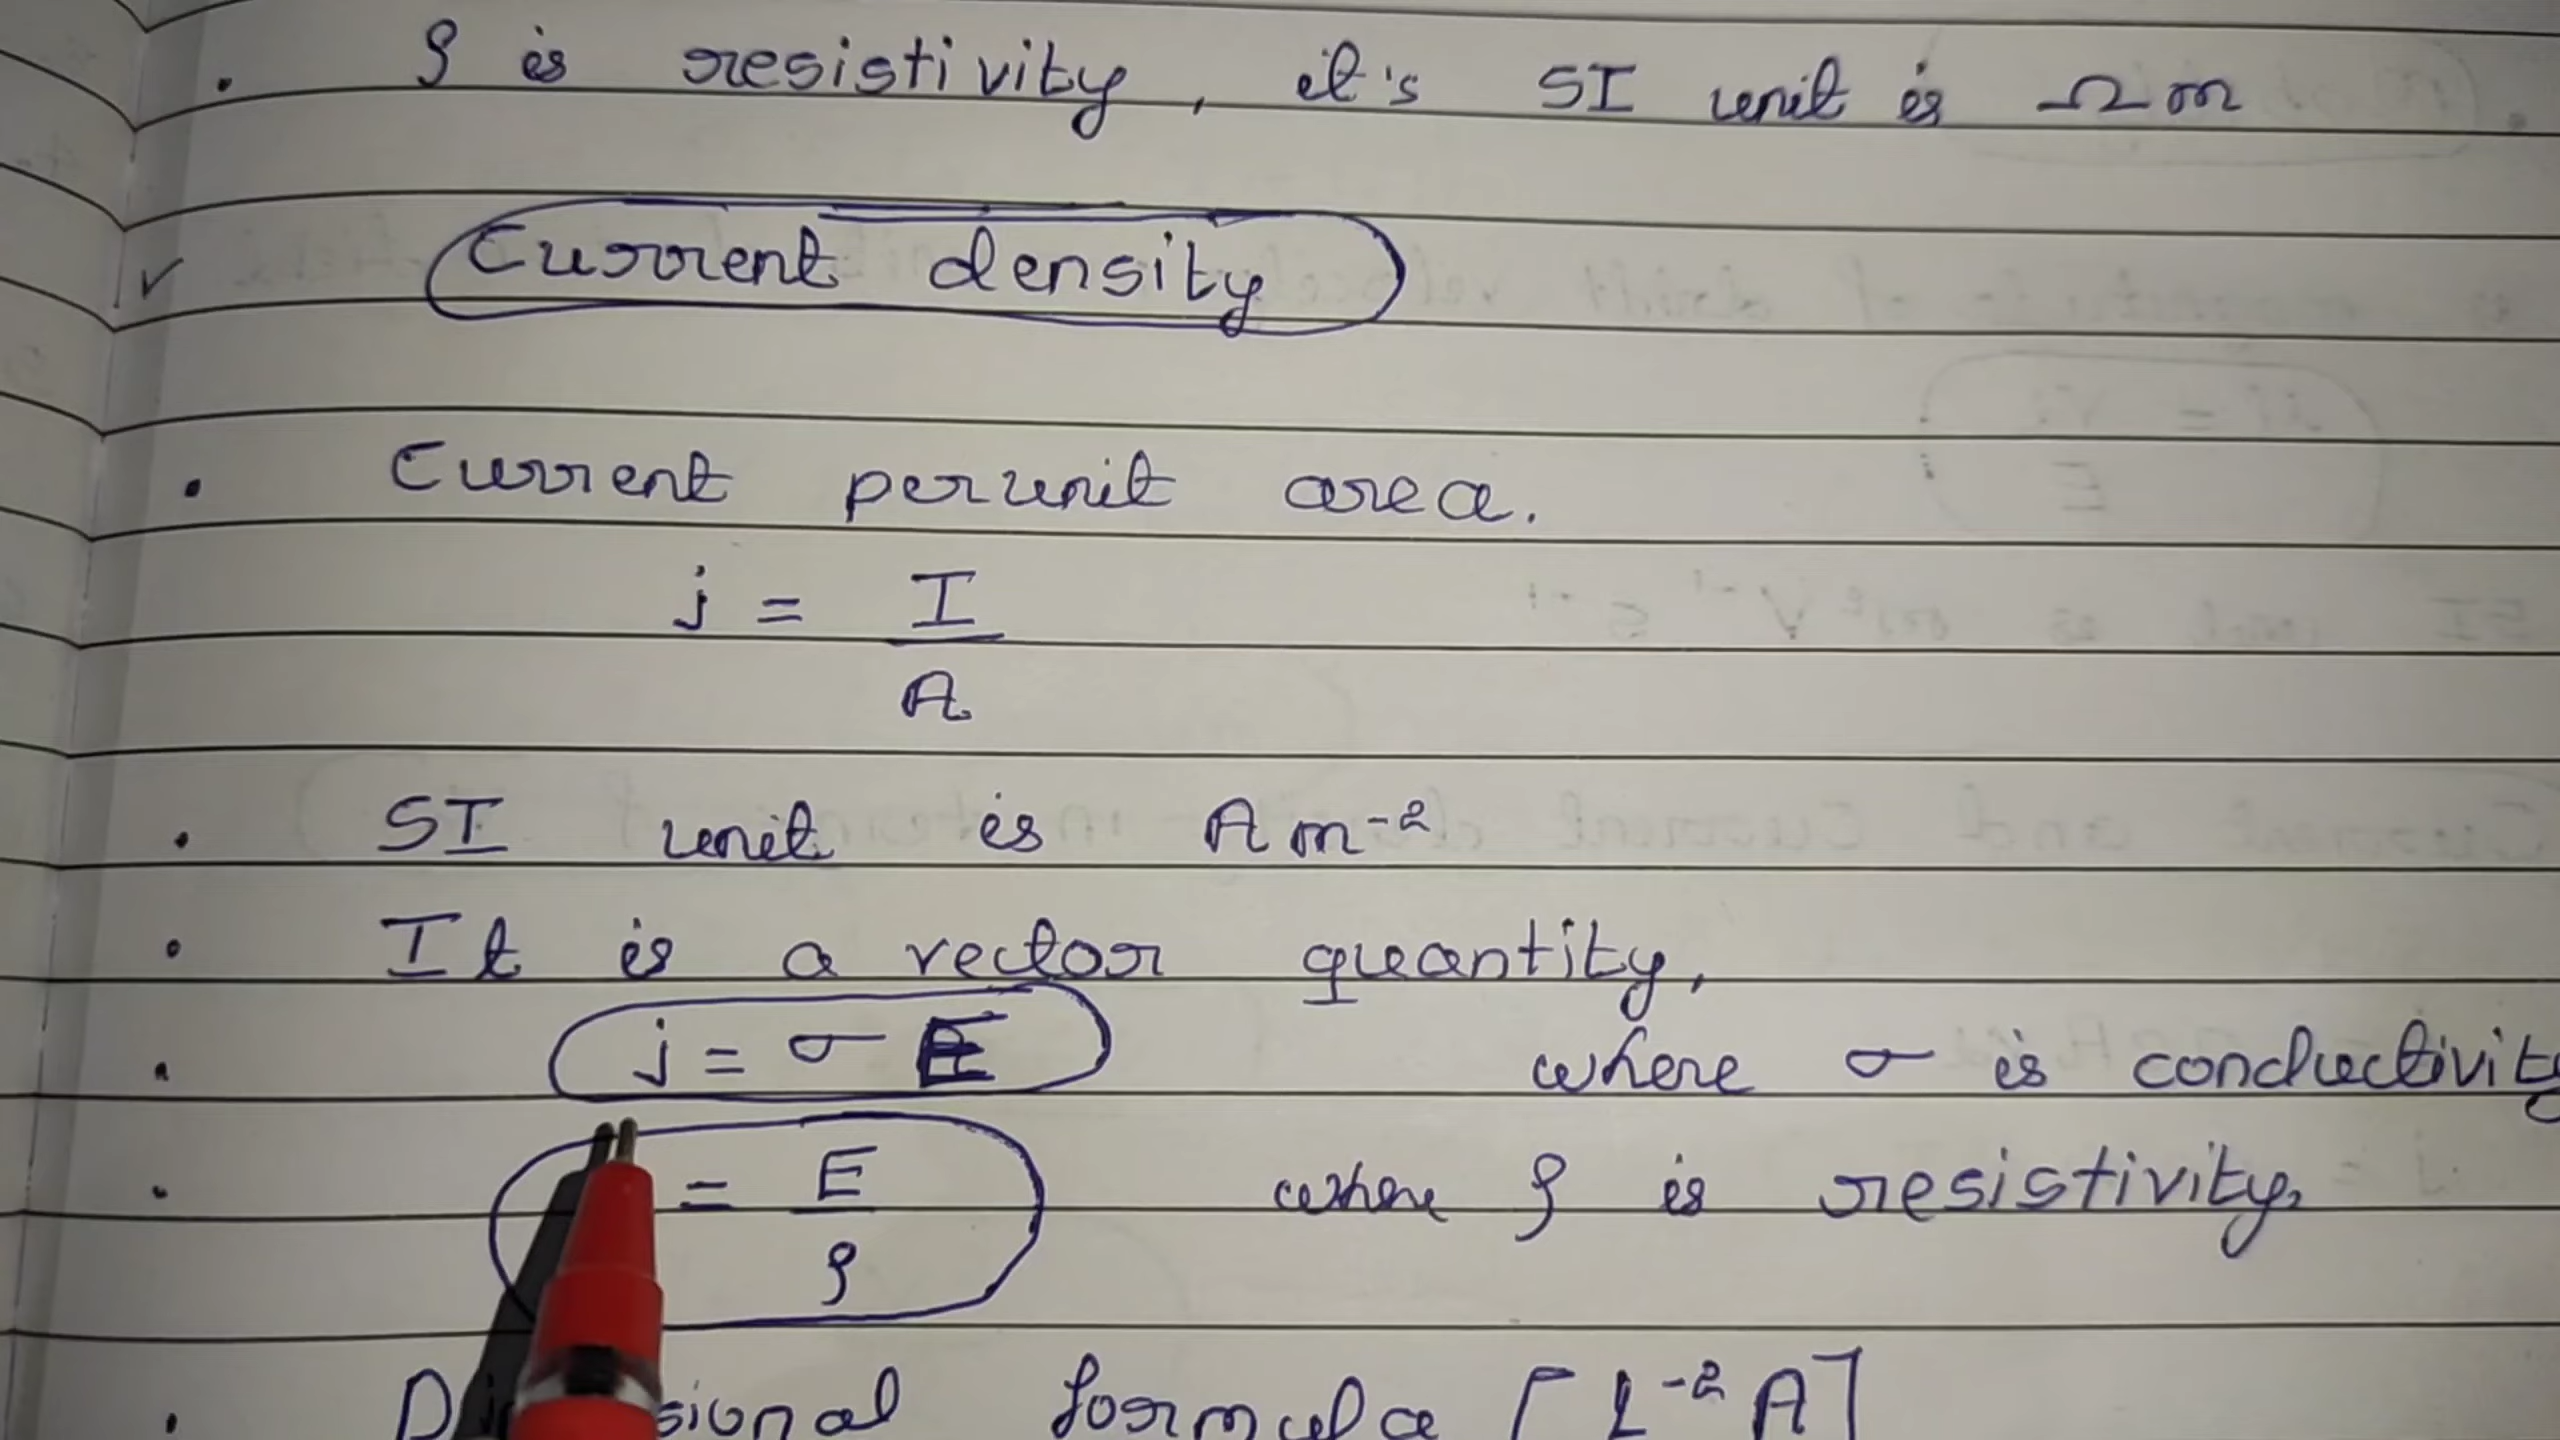 . ρ is resistivity, it's SI unit is Ω m
✓ Current density
. Current per unit area.
j = I
A
. SI unit is A m⁻²
. It is a vector quantity,
. j = σ E where σ is conductivity
. = E where ρ is resistivity,
ρ
. formula [ L⁻² A ]